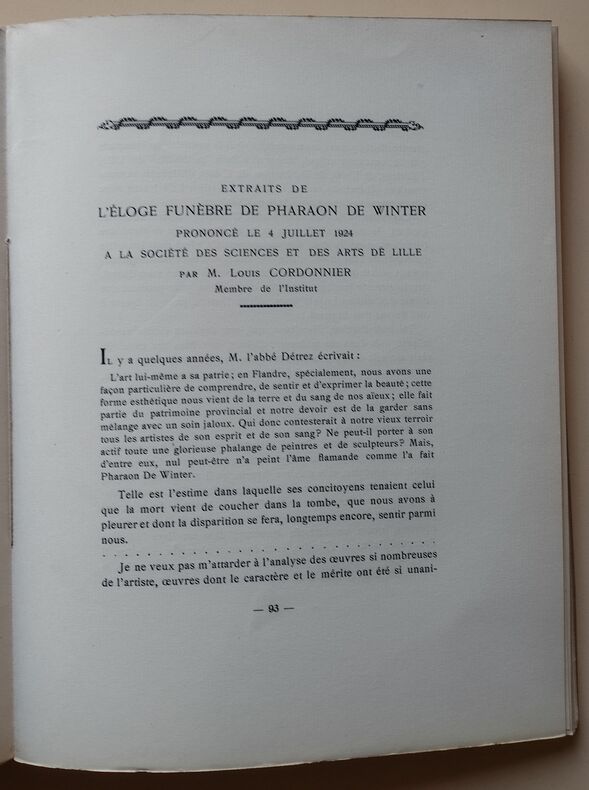 EXTRAITS DE
L'ÉLOGE FUNÈBRE DE PHARAON DE WINTER
PRONONCÉ LE 4 JUILLET 1924
A LA SOCIÉTÉ DES SCIENCES ET DES ARTS DE LILLE
PAR M. LOUIS CORDONNIER
Membre de l'Institut
IL y a quelques années, M. l'abbé Détrez écrivait :
L'art lui-même a sa patrie ; en Flandre, spécialement, nous avons une
façon particulière de comprendre, de sentir et d'exprimer la beauté ; cette
forme esthétique nous vient de la terre et du sang de nos aïeux ; elle fait
partie du patrimoine provincial et notre devoir est de la garder sans
mélange avec un soin jaloux. Qui donc contesterait à notre vieux terroir
tous les artistes de son esprit et de son sang ? Ne peut-il porter à son
actif toute une glorieuse phalange de peintres et de sculpteurs ? Mais,
d'entre eux, nul peut-être n'a peint l'âme flamande comme l'a fait
Pharaon De Winter.
Telle est l'estime dans laquelle ses concitoyens tenaient celui
que la mort vient de coucher dans la tombe, que nous avons à
pleurer et dont la disparition se fera, longtemps encore, sentir parmi
nous.
. . . . . . . . . . . . . . . . . . . . . . . . . . . . . .
Je ne veux pas m'attarder à l'analyse des œuvres si nombreuses
de l'artiste, œuvres dont le caractère et le mérite ont été si unani-
— 93 —